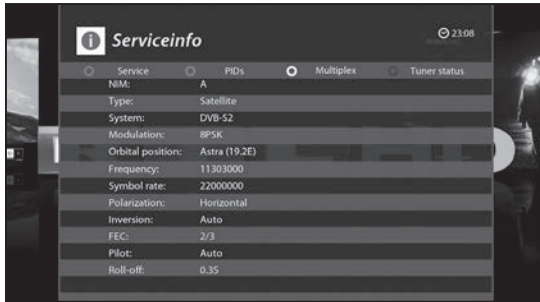 Serviceinfo
23:08
Service PIDs Multiplex Tuner status
NIM: A
Type: Satellite
System: DVB-S2
Modulation: 8PSK
Orbital position: Astra (19.2E)
Frequency: 11303000
Symbol rate: 22000000
Polarization: Horizontal
Inversion: Auto
FEC: 2/3
Pilot: Auto
Roll-off: 0.35